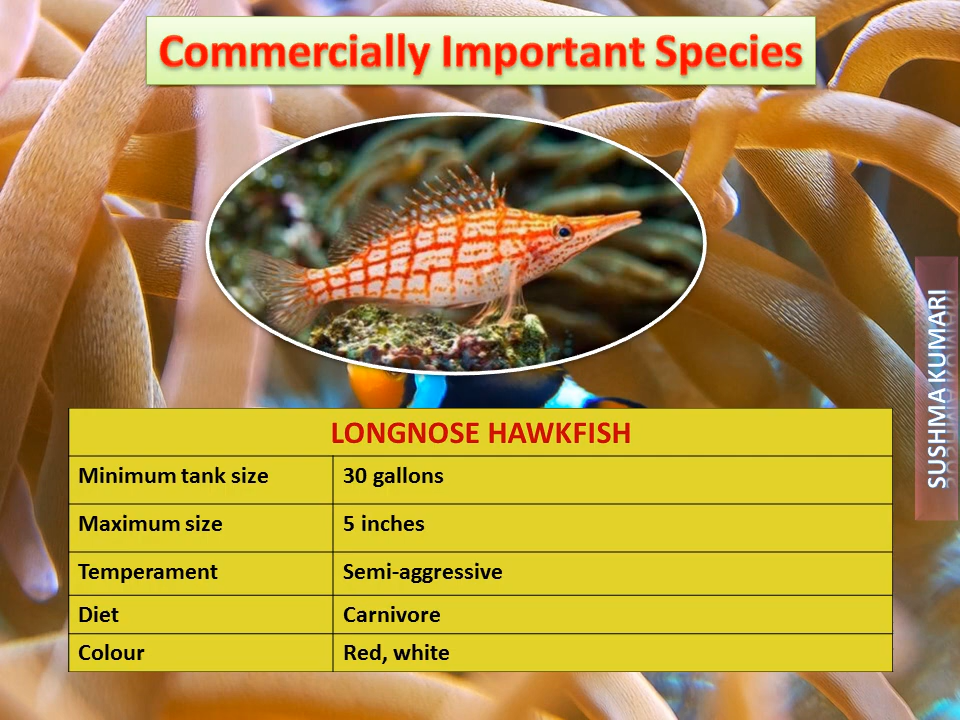 Commercially Important Species
LONGNOSE HAWKFISH
Minimum tank size 30 gallons
Maximum size 5 inches
Temperament Semi-aggressive
Diet Carnivore
Colour Red, white
SUSHMA KUMARI